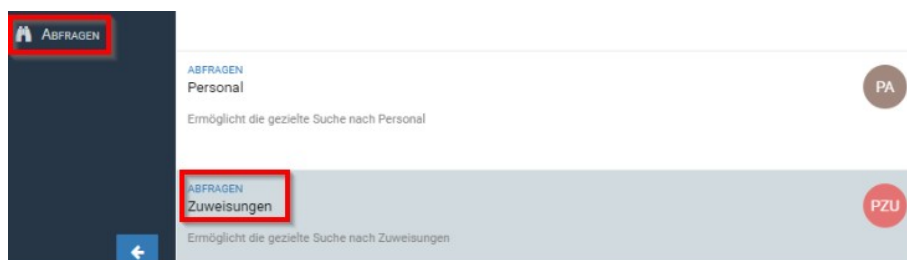 ABFRAGEN
ABFRAGEN
Personal
PA
Ermöglicht die gezielte Suche nach Personal
ABFRAGEN
Zuweisungen
PZU
Ermöglicht die gezielte Suche nach Zuweisungen